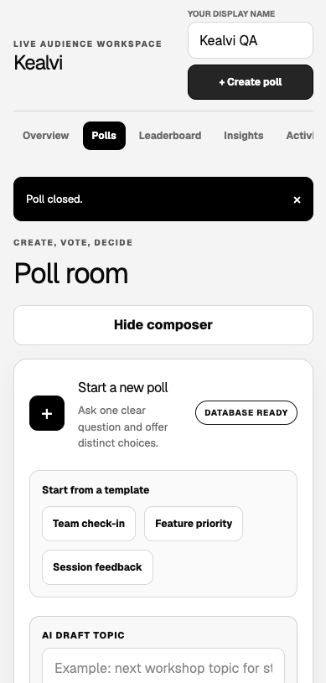 YOUR DISPLAY NAME
LIVE AUDIENCE WORKSPACE
Kealvi
Kealvi QA
+ Create poll
Overview Polls Leaderboard Insights Activi
Poll closed. ×
CREATE, VOTE, DECIDE
Poll room
Hide composer
Start a new poll
+
Ask one clear
question and offer
distinct choices.
DATABASE READY
Start from a template
Team check-in Feature priority
Session feedback
AI DRAFT TOPIC
Example: next workshop topic for st